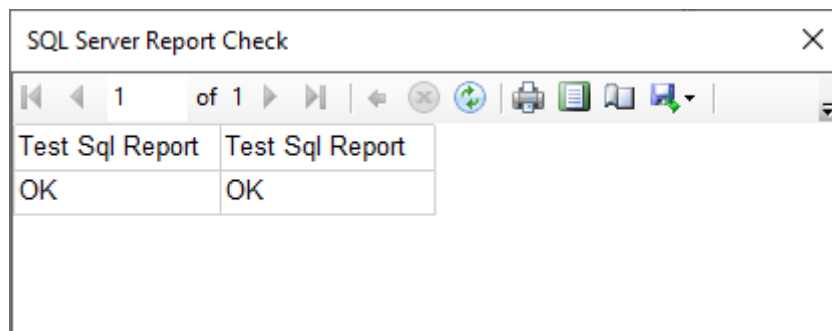 SQL Server Report Check
1 of 1
Test Sql Report Test Sql Report
OK OK